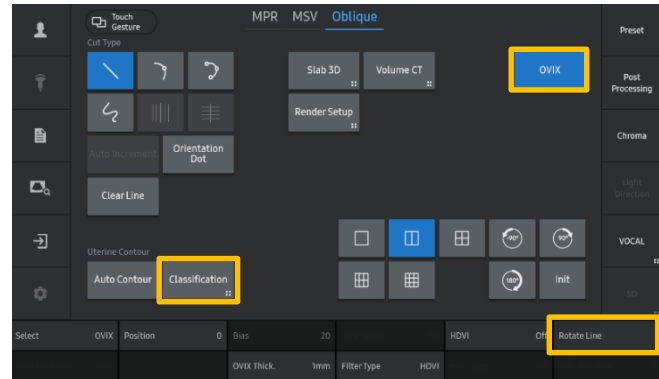 Touch
Gesture
MPR MSV Oblique
Preset
Cut Type
Slab 3D
Volume CT
OVIX
Post
Processing
Render Setup
Auto Increment
Orientation
Dot
Chroma
Clear Line
Light
Direction
-90°
90°
VOCAL
Uterine Contour
Auto Contour
Classification
180°
Init
3D
Select OVIX Position 0 Bias 20 HDVI Off Rotate Line
OVIX Thick. 1mm Filter Type HDVI